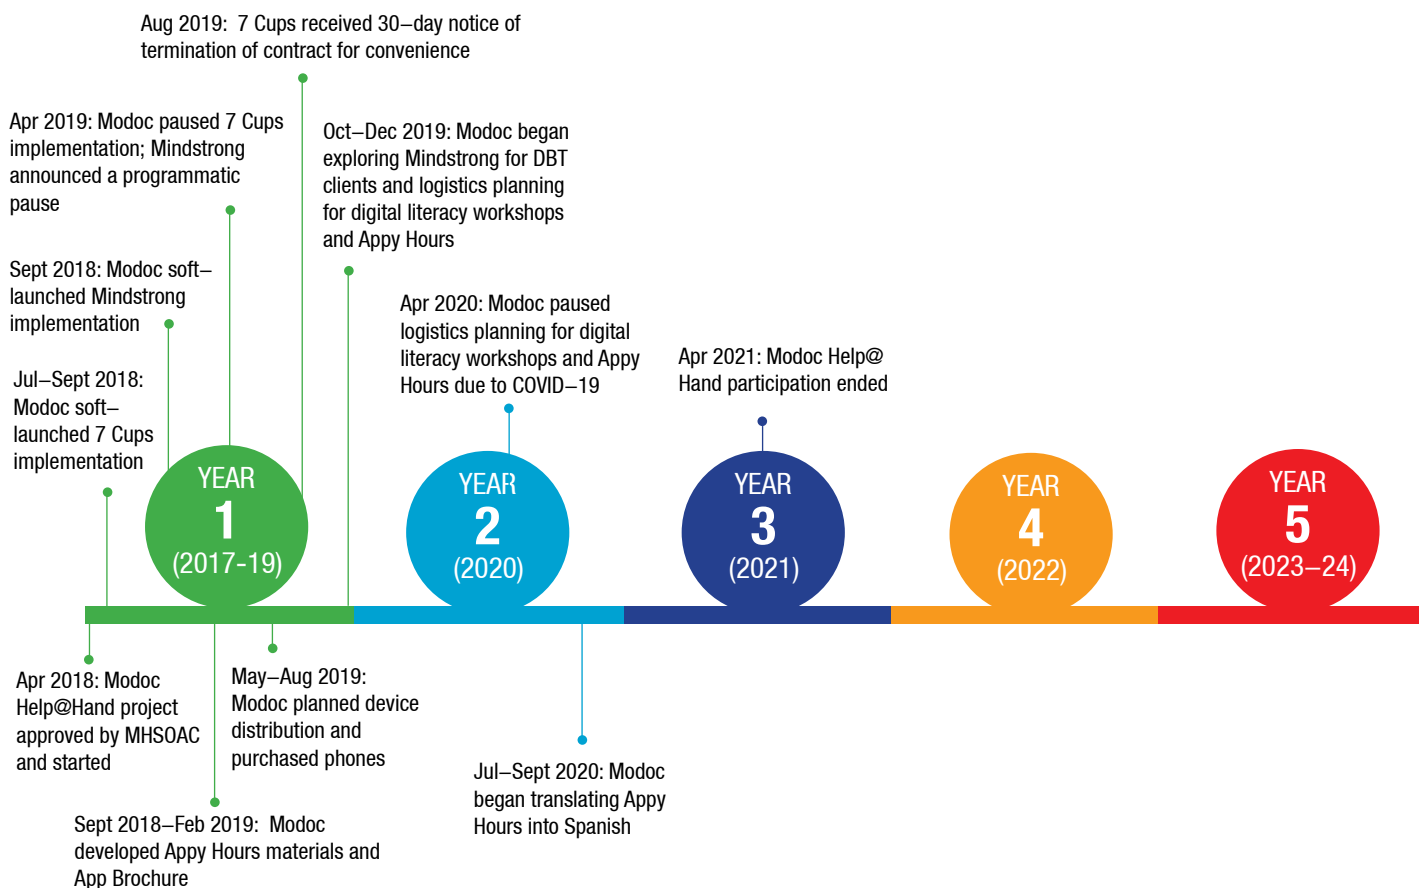 Aug 2019:  7 Cups received 30–day notice of
termination of contract for convenience
Apr 2019: Modoc paused 7 Cups
implementation; Mindstrong
announced a programmatic
pause
Oct–Dec 2019: Modoc began
exploring Mindstrong for DBT
clients and logistics planning
for digital literacy workshops
and Appy Hours
Sept 2018: Modoc soft–
launched Mindstrong
implementation
Jul–Sept 2018:
Modoc soft–
launched 7 Cups
implementation
Apr 2020: Modoc paused
logistics planning for digital
literacy workshops and Appy
Hours due to COVID–19
Apr 2021: Modoc Help@
Hand participation ended
YEAR
1
(2017-19)
YEAR
2
(2020)
YEAR
3
(2021)
YEAR
4
(2022)
YEAR
5
(2023–24)
Apr 2018: Modoc
Help@Hand project
approved by MHSOAC
and started
May–Aug 2019:
Modoc planned device
distribution and
purchased phones
Sept 2018–Feb 2019:  Modoc
developed Appy Hours materials and
App Brochure
Jul–Sept 2020: Modoc
began translating Appy
Hours into Spanish